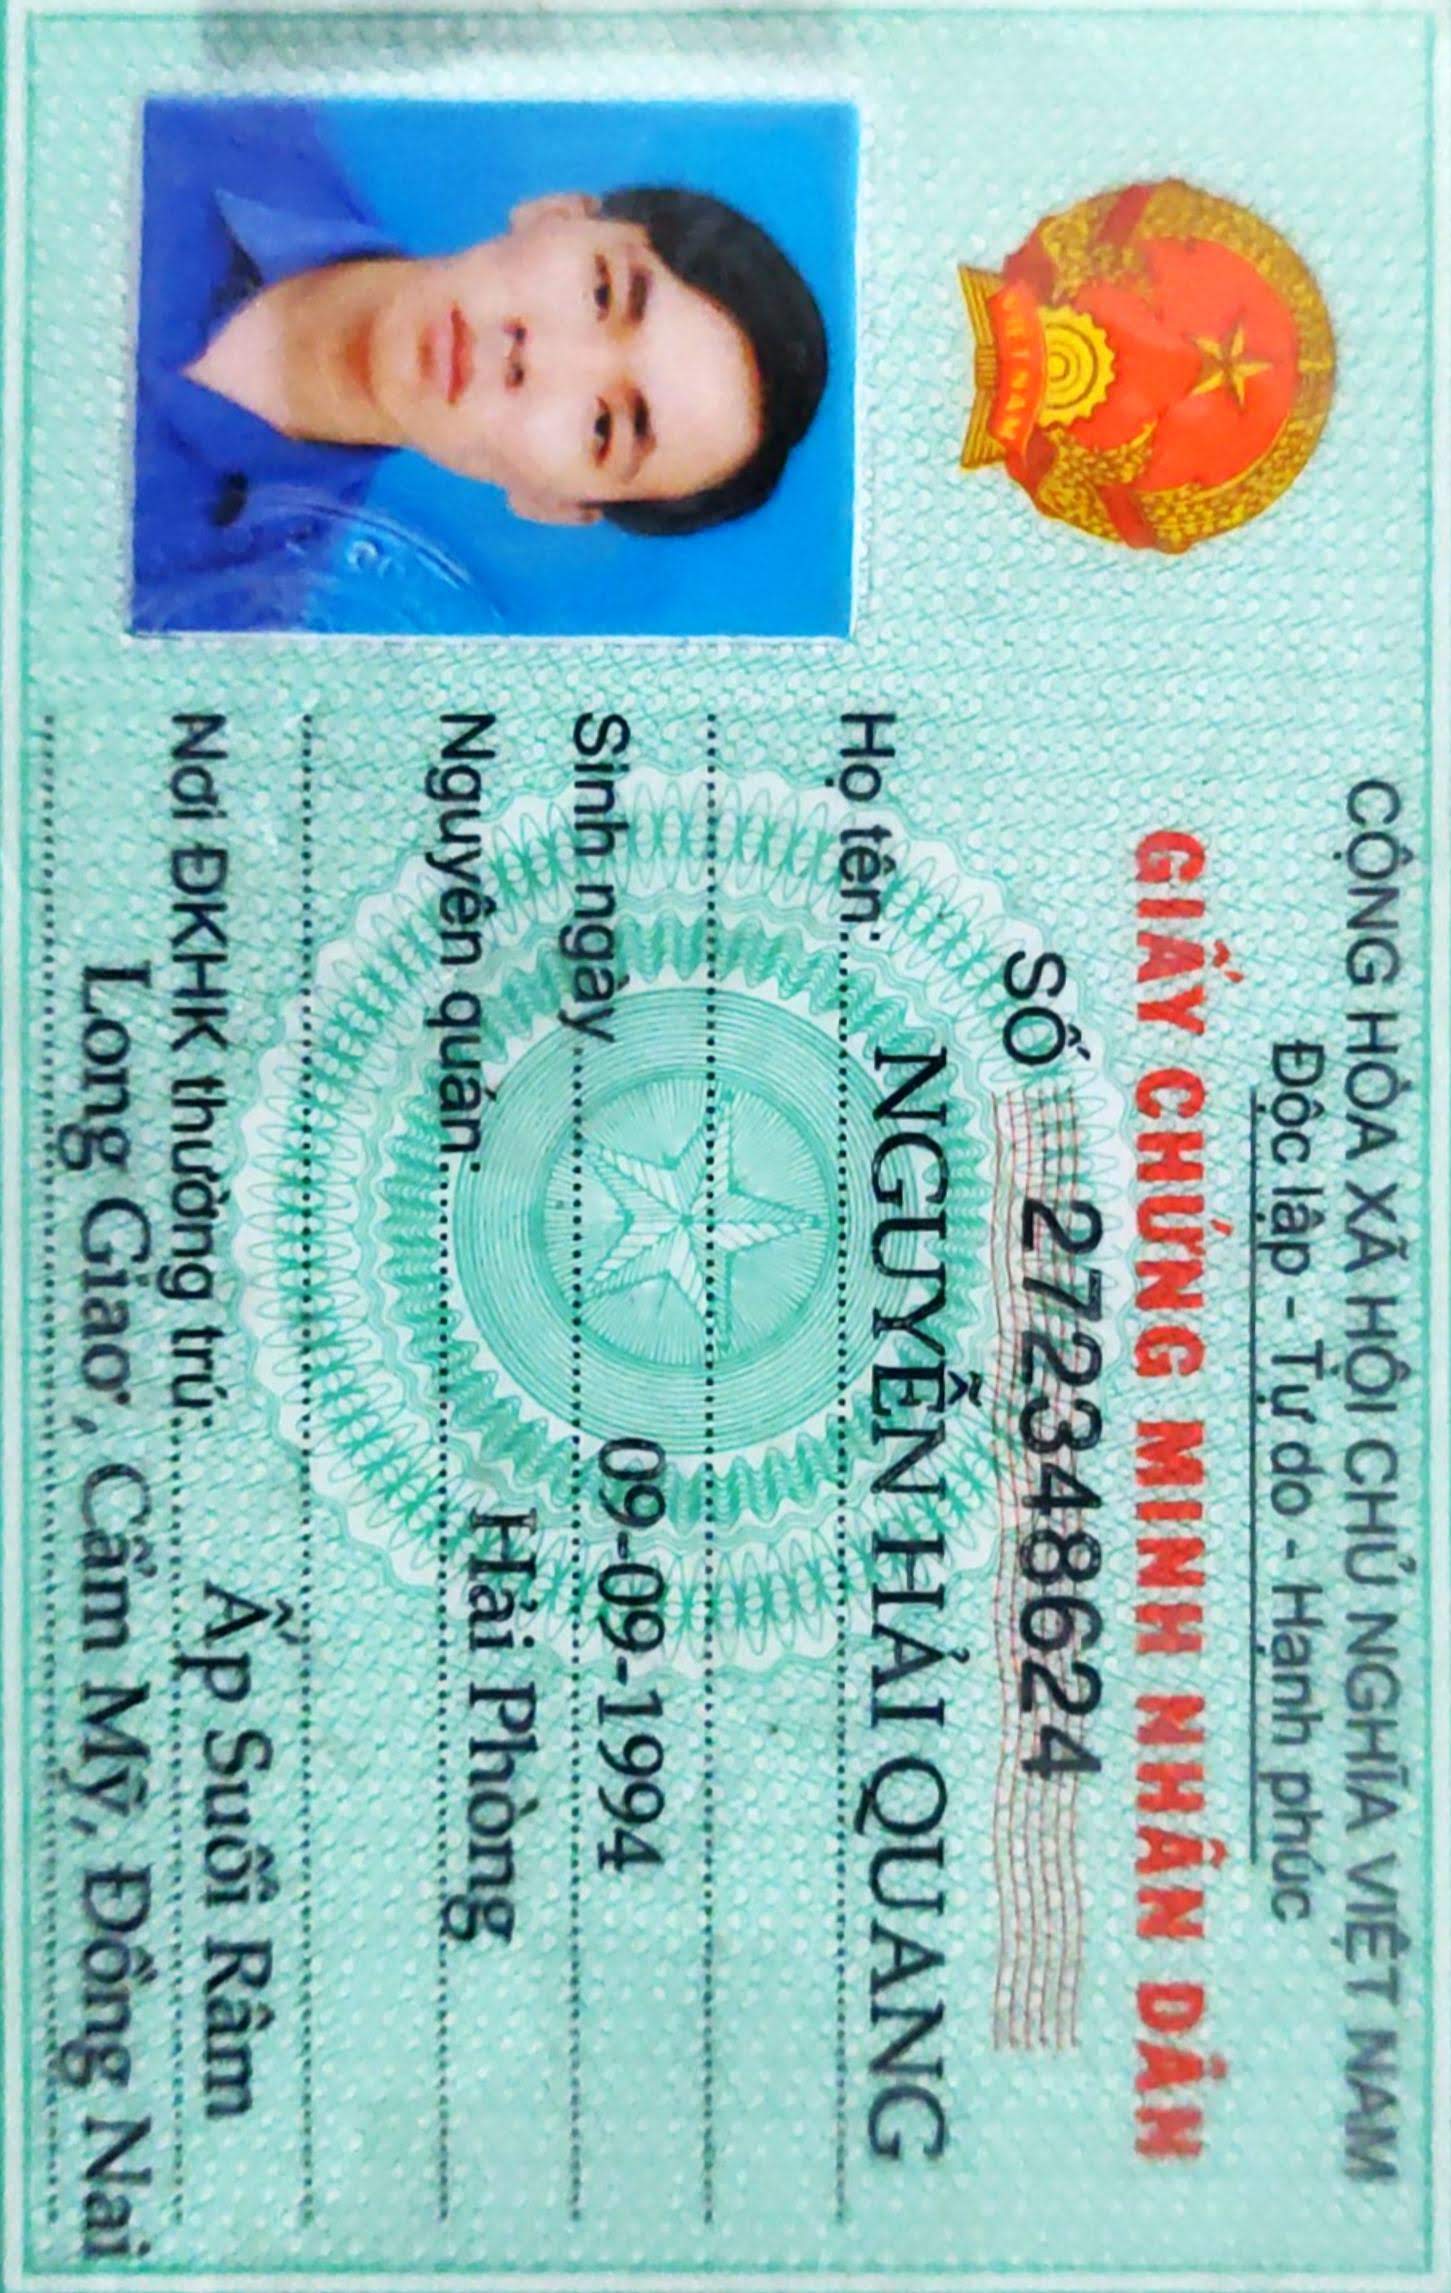 CỘNG HÒA XÃ HỘI CHỦ NGHĨA VIỆT NAM
Độc lập - Tự do - Hạnh phúc
GIẤY CHỨNG MINH NHÂN DÂN
SỐ 272348624
Họ tên: NGUYỄN HẢI QUANG
Sinh ngày 09-09-1994
Nguyên quán: Hải Phòng
Nơi ĐKHK thường trú: Ấp Suối Râm
Long Giao, Cẩm Mỹ, Đồng Nai
VIỆT NAM